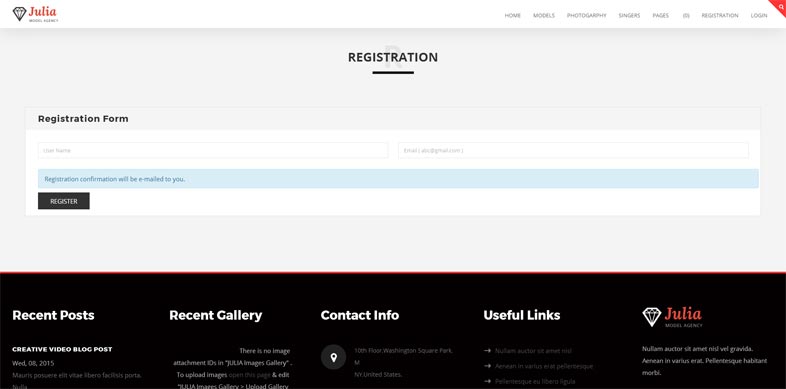 Julia
MODEL AGENCY
HOME MODELS PHOTOGARPHY SINGERS PAGES (0) REGISTRATION LOGIN
R
REGISTRATION
Registration Form
User Name
Email ( abc@gmail.com )
Registration confirmation will be e-mailed to you.
REGISTER
Recent Posts
CREATIVE VIDEO BLOG POST
Wed, 08, 2015
Mauris posuere elit vitae libero facilisis porta.
Nulla
Recent Gallery
There is no image
attachment IDs in "JULIA Images Gallery" .
To upload images open this page & edit
"JULIA Images Gallery > Upload Gallery
Contact Info
10th Floor,Washington Square Park,
M
NY,United States.
Useful Links
Nullam auctor sit amet nisl
Aenean in varius erat pellentesque
Pellentesque eu libero ligula
Julia
MODEL AGENCY
Nullam auctor sit amet nisl vel gravida.
Aenean in varius erat. Pellentesque habitant
morbi.